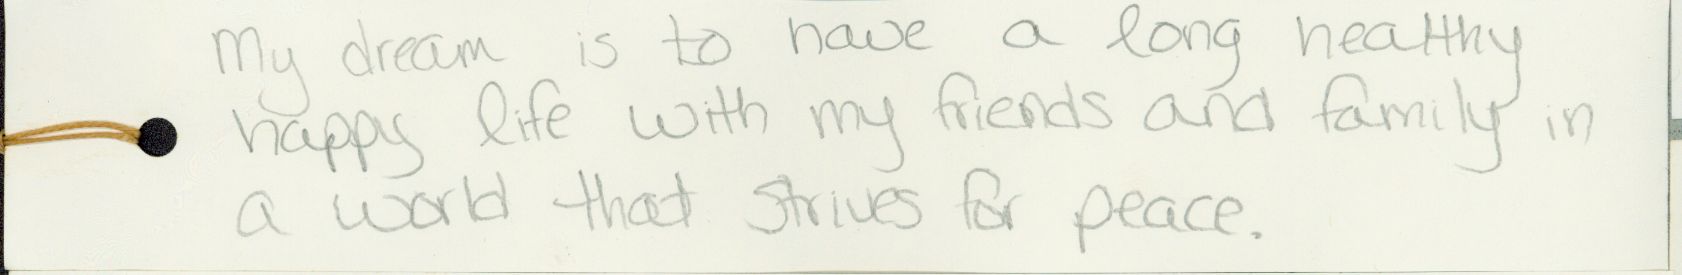 My dream is to have a long healthy
happy life with my friends and family in
a world that strives for peace.